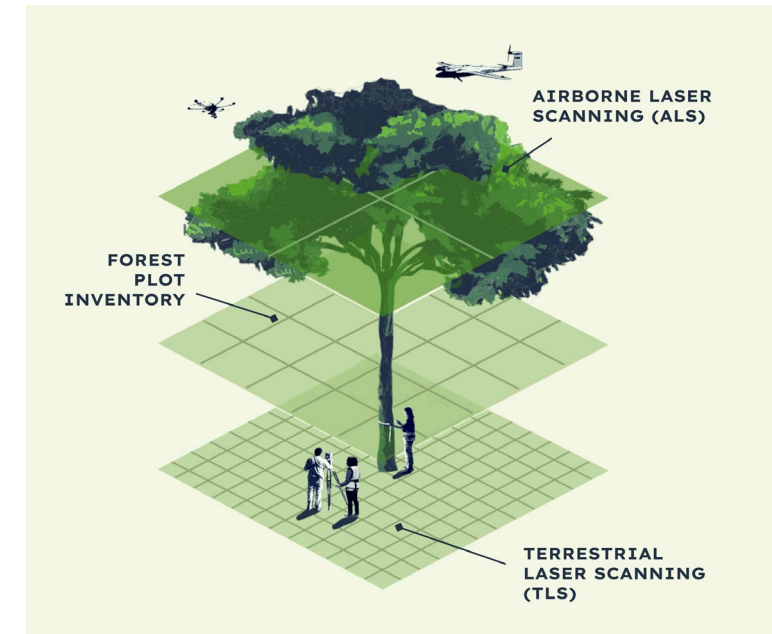 AIRBORNE LASER
SCANNING (ALS)
FOREST
PLOT
INVENTORY
TERRESTRIAL
LASER SCANNING
(TLS)